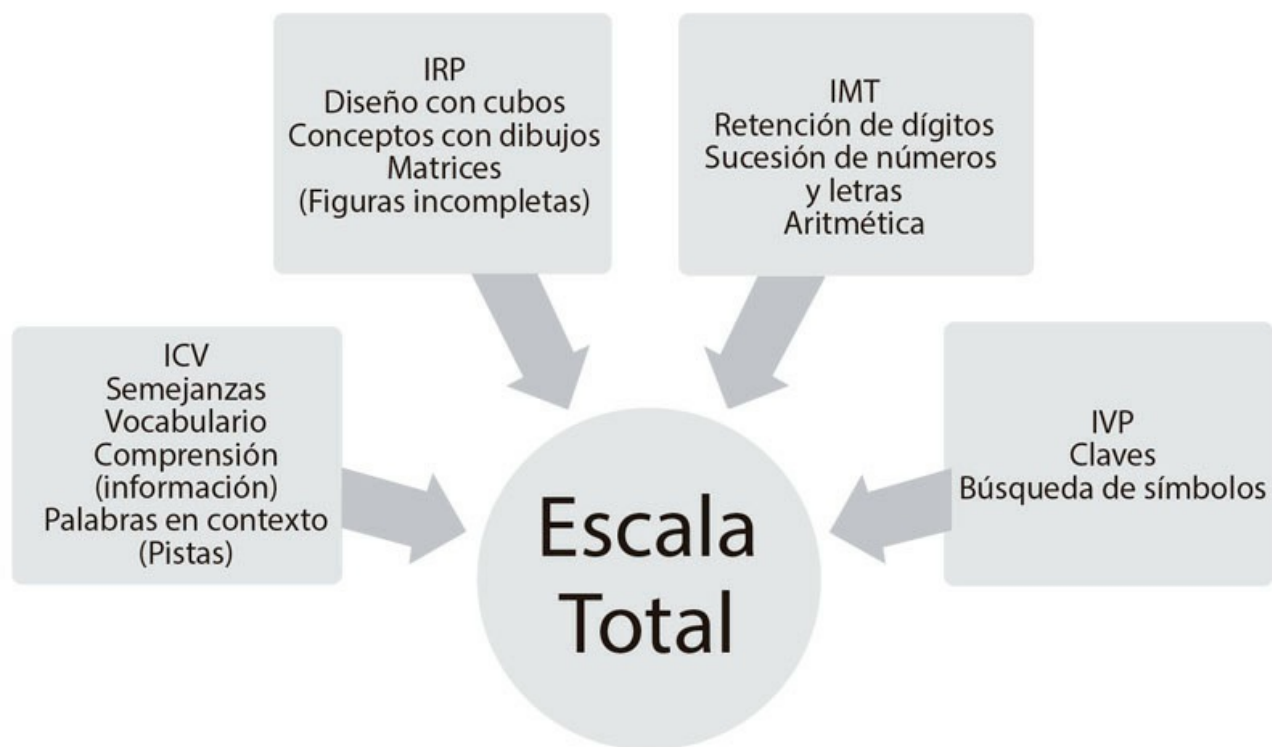 IRP
Diseño con cubos
Conceptos con dibujos
Matrices
(Figuras incompletas)
IMT
Retención de dígitos
Sucesión de números
y letras
Aritmética
ICV
Semejanzas
Vocabulario
Comprensión
(información)
Palabras en contexto
(Pistas)
IVP
Claves
Búsqueda de símbolos
Escala
Total